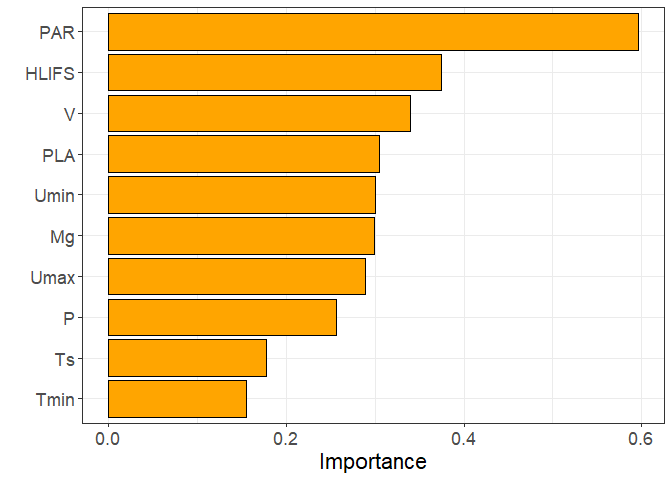 PAR
HLIFS
V
PLA
Umin
Mg
Umax
P
Ts
Tmin
0.0 0.2 0.4 0.6
Importance